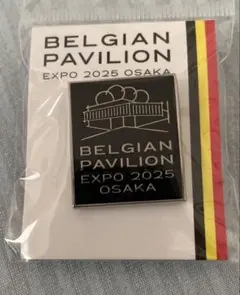 BELGIAN
PAVILION
EXPO 2025 OSAKA
BELGIAN
PAVILION
EXPO 2025
OSAKA